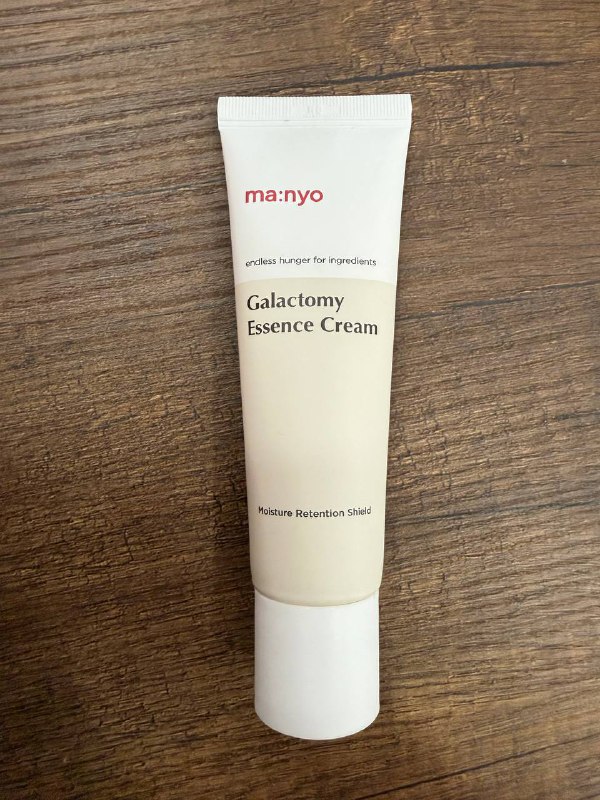 ma:nyo
endless hunger for ingredients
Galactomy
Essence Cream
Moisture Retention Shield